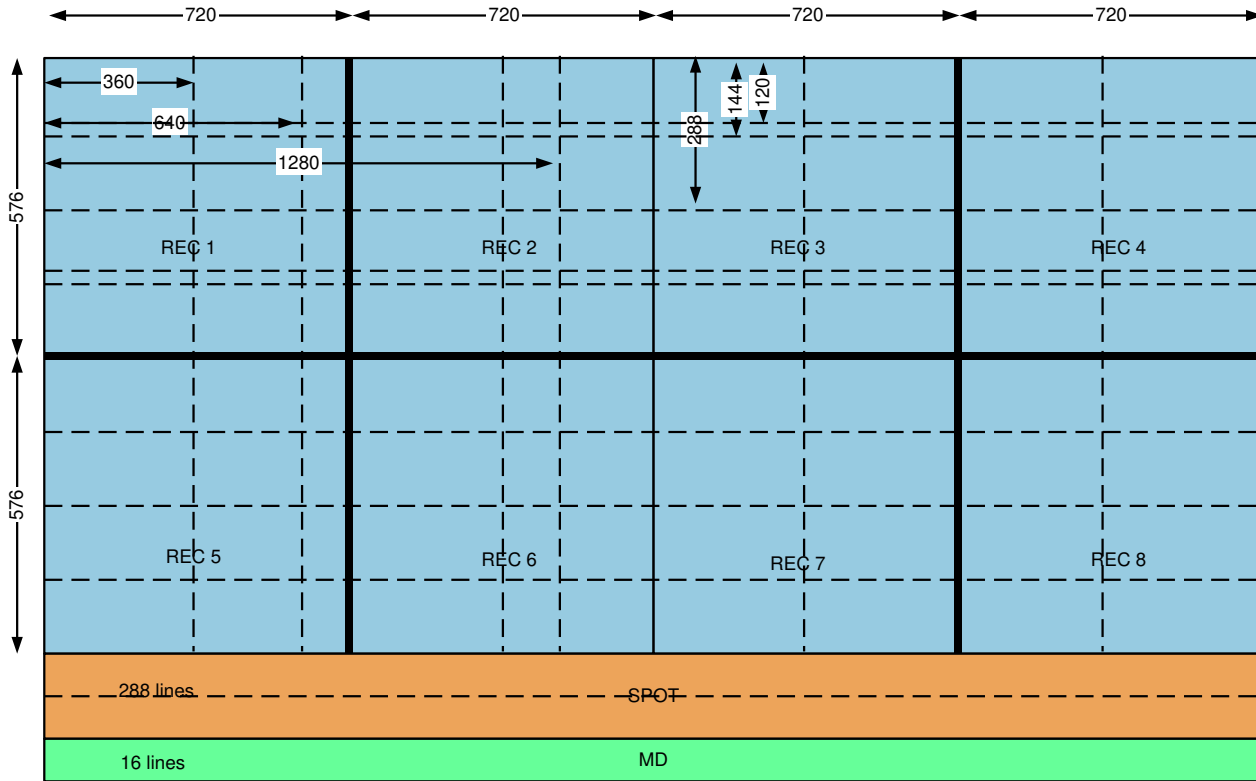 720 720 720 720
360
640
1280
288
144
120
576
REC 1 REC 2 REC 3 REC 4
576
REC 5 REC 6 REC 7 REC 8
288 lines SPOT
16 lines MD